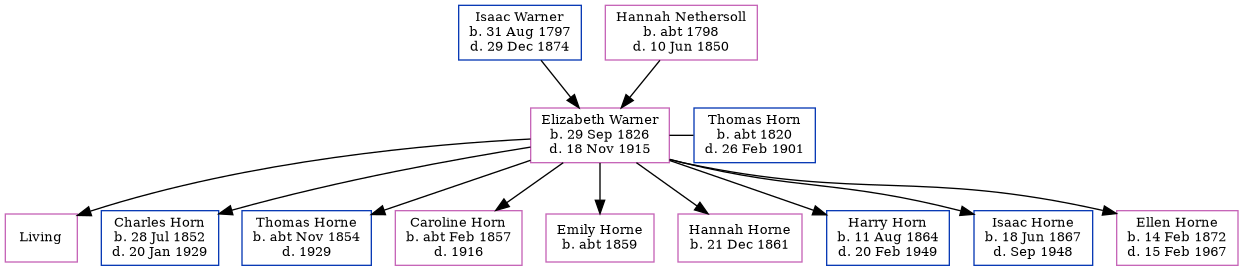 Isaac Warner
b. 31 Aug 1797
d. 29 Dec 1874
Hannah Nethersoll
b. abt 1798
d. 10 Jun 1850
Elizabeth Warner
b. 29 Sep 1826
d. 18 Nov 1915
Thomas Horn
b. abt 1820
d. 26 Feb 1901
Living
Charles Horn
b. 28 Jul 1852
d. 20 Jan 1929
Thomas Horne
b. abt Nov 1854
d. 1929
Caroline Horn
b. abt Feb 1857
d. 1916
Emily Horne
b. abt 1859
Hannah Horne
b. 21 Dec 1861
Harry Horn
b. 11 Aug 1864
d. 20 Feb 1949
Isaac Horne
b. 18 Jun 1867
d. Sep 1948
Ellen Horne
b. 14 Feb 1872
d. 15 Feb 1967